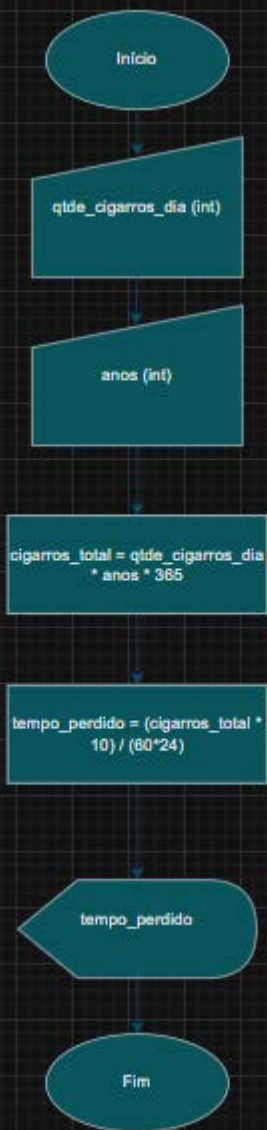 Início
qtde_cigarros_dia (int)
anos (int)
cigarros_total = qtde_cigarros_dia
* anos * 365
tempo_perdido = (cigarros_total *
10) / (60*24)
tempo_perdido
Fim